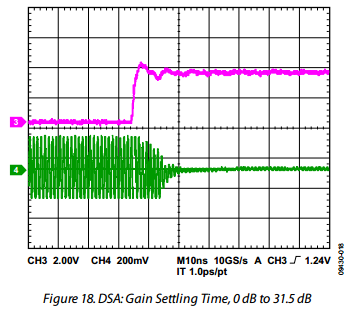 3
4
CH3 2.00V CH4 200mV M10ns 10GS/s A CH3 ⎍ 1.24V
IT 1.0ps/pt
09930-018
Figure 18. DSA: Gain Settling Time, 0 dB to 31.5 dB